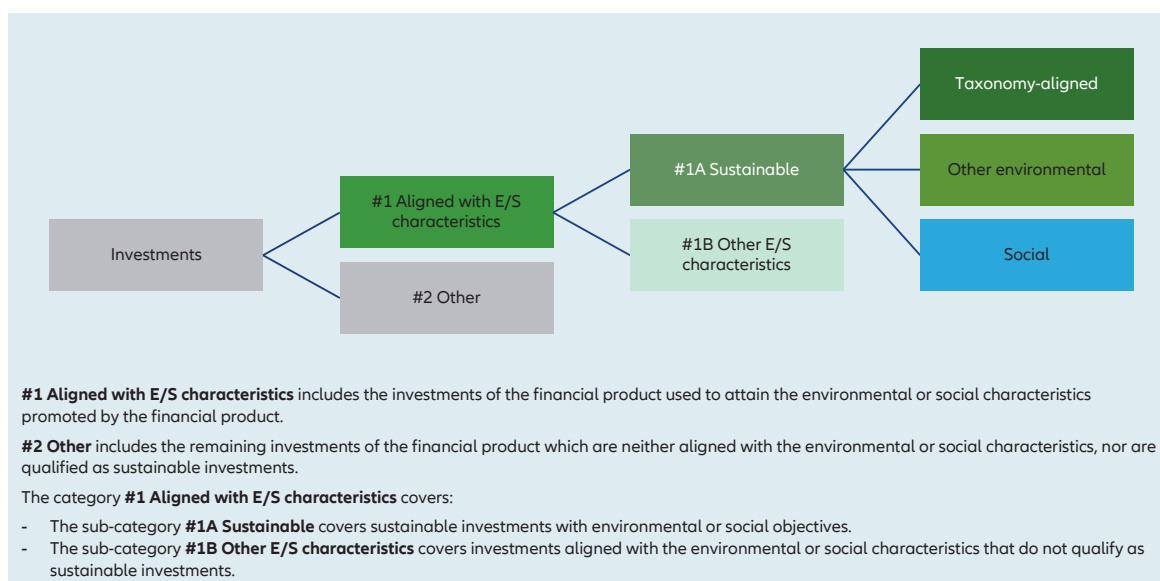 Taxonomy-aligned
#1A Sustainable
Other environmental
#1 Aligned with E/S
characteristics
Investments
#1B Other E/S
characteristics
Social
#2 Other
#1 Aligned with E/S characteristics includes the investments of the financial product used to attain the environmental or social characteristics
promoted by the financial product.
#2 Other includes the remaining investments of the financial product which are neither aligned with the environmental or social characteristics, nor are
qualified as sustainable investments.
The category #1 Aligned with E/S characteristics covers:
- The sub-category #1A Sustainable covers sustainable investments with environmental or social objectives.
- The sub-category #1B Other E/S characteristics covers investments aligned with the environmental or social characteristics that do not qualify as
sustainable investments.